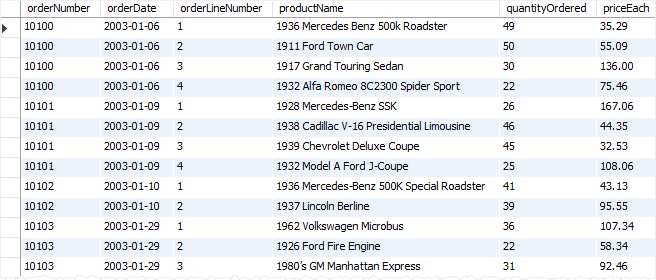 orderNumber orderDate orderLineNumber productName quantityOrdered priceEach
10100 2003-01-06 1 1936 Mercedes Benz 500k Roadster 49 35.29
10100 2003-01-06 2 1911 Ford Town Car 50 55.09
10100 2003-01-06 3 1917 Grand Touring Sedan 30 136.00
10100 2003-01-06 4 1932 Alfa Romeo 8C2300 Spider Sport 22 75.46
10101 2003-01-09 1 1928 Mercedes-Benz SSK 26 167.06
10101 2003-01-09 2 1938 Cadillac V-16 Presidential Limousine 46 44.35
10101 2003-01-09 3 1939 Chevrolet Deluxe Coupe 45 32.53
10101 2003-01-09 4 1932 Model A Ford J-Coupe 25 108.06
10102 2003-01-10 1 1936 Mercedes-Benz 500K Special Roadster 41 43.13
10102 2003-01-10 2 1937 Lincoln Berline 39 95.55
10103 2003-01-29 1 1962 Volkswagen Microbus 36 107.34
10103 2003-01-29 2 1926 Ford Fire Engine 22 58.34
10103 2003-01-29 3 1980's GM Manhattan Express 31 92.46